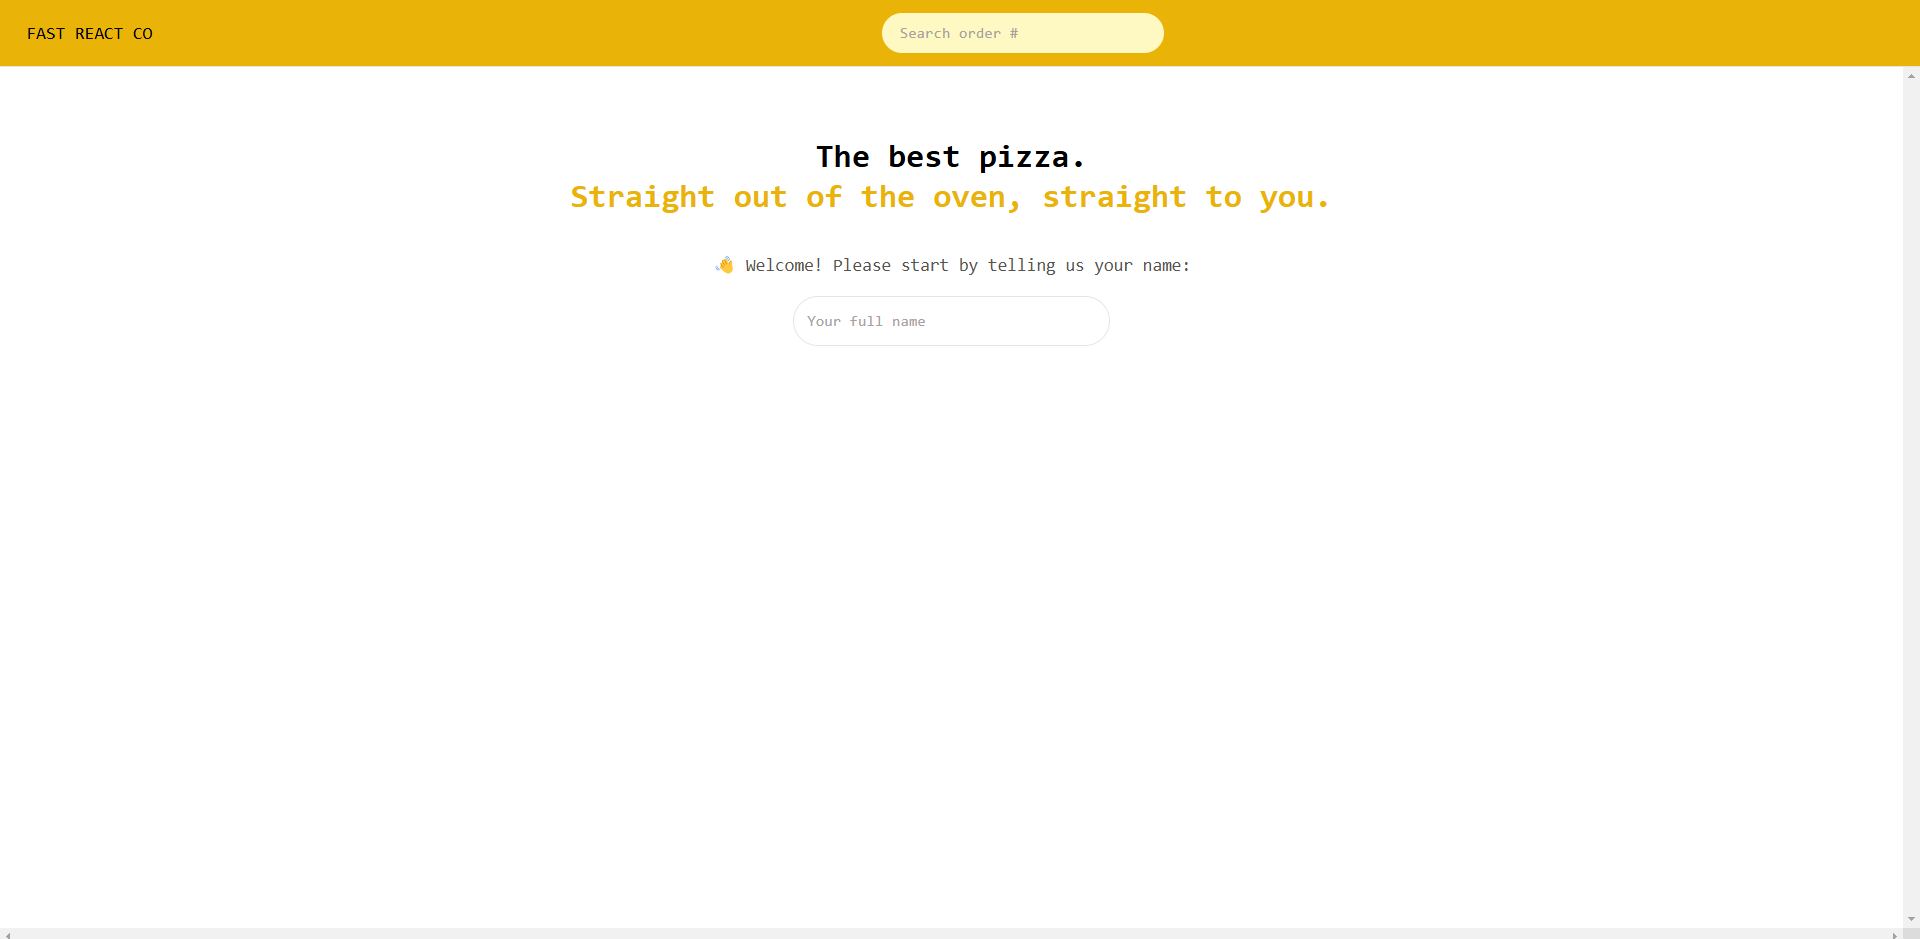 FAST REACT CO
Search order #
The best pizza.
Straight out of the oven, straight to you.
👋 Welcome! Please start by telling us your name:
Your full name